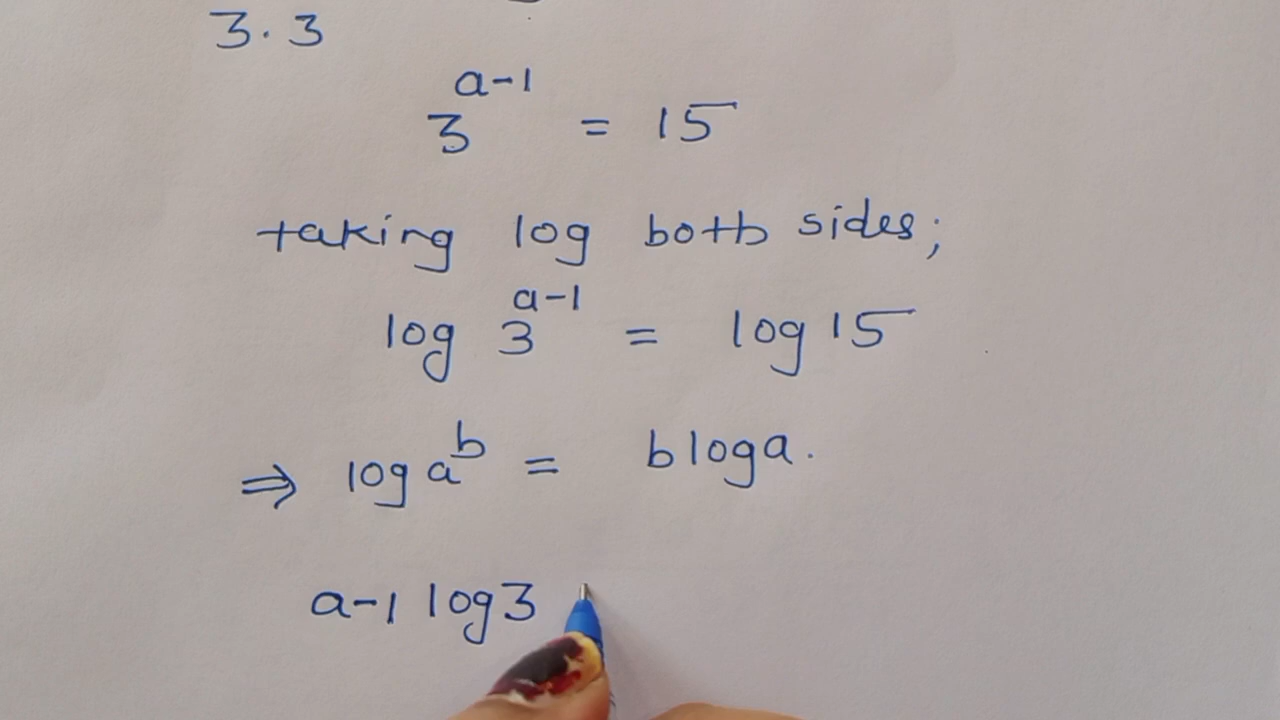 3.3
3^{a-1} = 15
taking log both sides;
log 3^{a-1} = log 15
⇒ log a^b = b log a.
a-1 log 3